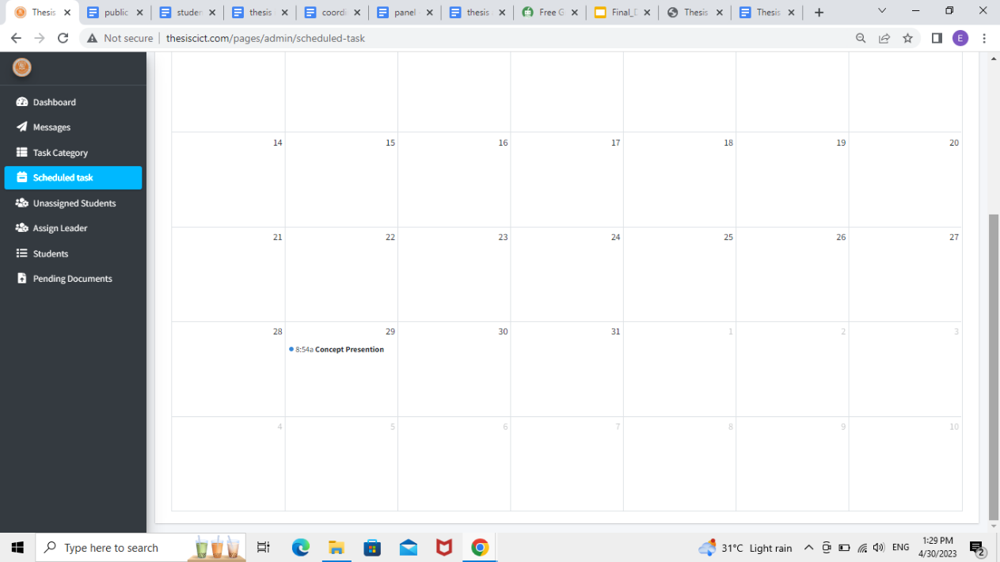 Thesis
public
studen
thesis
coordi
panel
thesis
Free G
Final_D
Thesis
Thesis
Not secure
thesiscict.com/pages/admin/scheduled-task
E
Dashboard
Messages
Task Category
Scheduled task
Unassigned Students
Assign Leader
Students
Pending Documents
14 15 16 17 18 19 20
21 22 23 24 25 26 27
28 29 30 31 1 2 3
8:54a Concept Presention
4 5 6 7 8 9 10
Type here to search
31°C Light rain
ENG
1:29 PM
4/30/2023
2